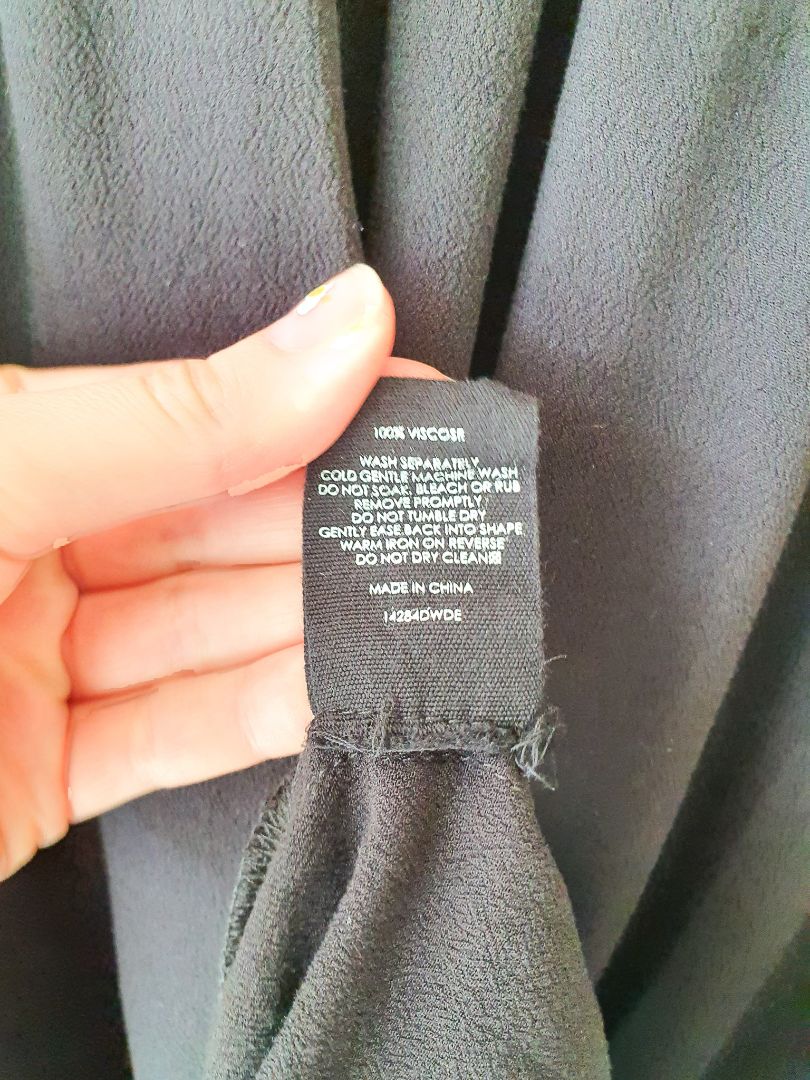 100% VISCOSE
WASH SEPARATELY
COLD GENTLE MACHINE WASH
DO NOT SOAK, BLEACH OR RUB
REMOVE PROMPTLY
DO NOT TUMBLE DRY
GENTLY EASE BACK INTO SHAPE
WARM IRON ON REVERSE
DO NOT DRY CLEAN
MADE IN CHINA
14284DWDE